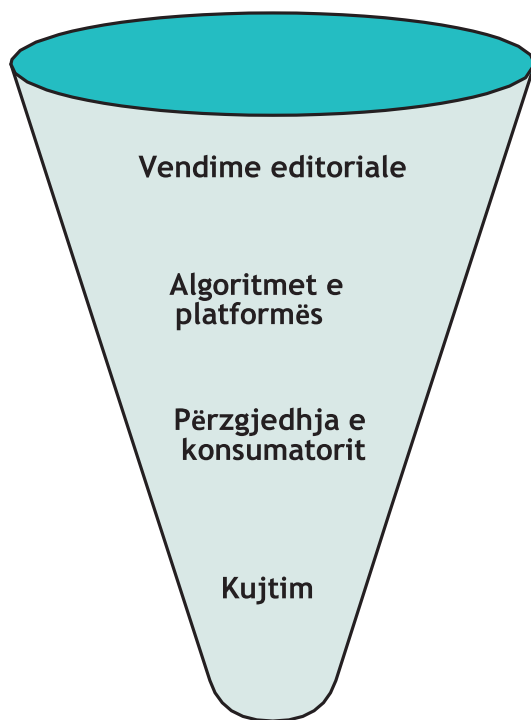 Vendime editoriale
Algoritmet e
platformës
Përzgjedhja e
konsumatorit
Kujtim